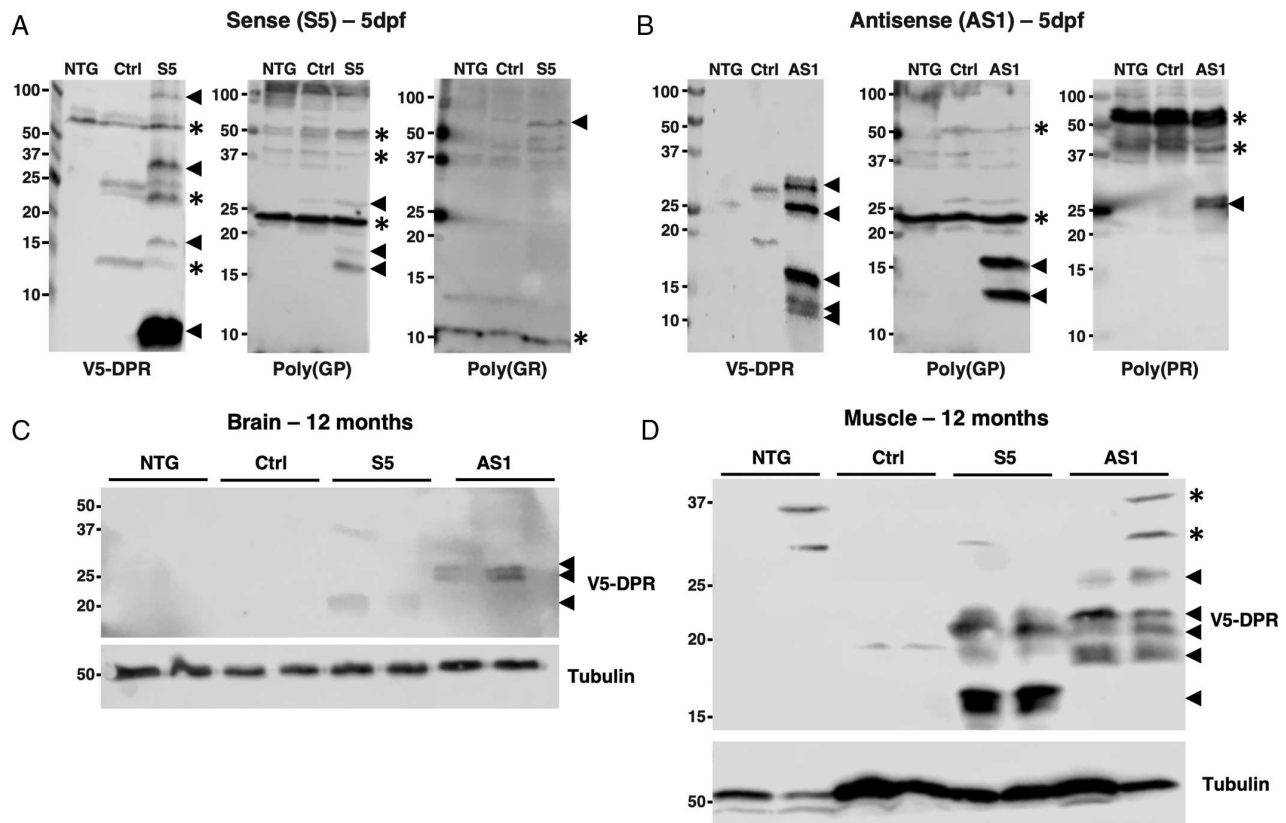 A
Sense (S5) – 5dpf
NTG Ctrl S5
100
50
37
25
20
15
10
*
*
*
V5-DPR
NTG Ctrl S5
100
50
37
25
20
15
10
*
*
*
Poly(GP)
NTG Ctrl S5
100
50
37
25
20
15
10
*
Poly(GR)
B
Antisense (AS1) – 5dpf
NTG Ctrl AS1
100
50
37
25
20
15
10
V5-DPR
NTG Ctrl AS1
100
50
37
25
20
15
10
*
*
Poly(GP)
NTG Ctrl AS1
100
50
37
25
20
15
10
*
*
Poly(PR)
C
Brain – 12 months
NTG Ctrl S5 AS1
50
37
25
20
V5-DPR
50
Tubulin
D
Muscle – 12 months
NTG Ctrl S5 AS1
37
25
20
15
*
*
V5-DPR
50
Tubulin